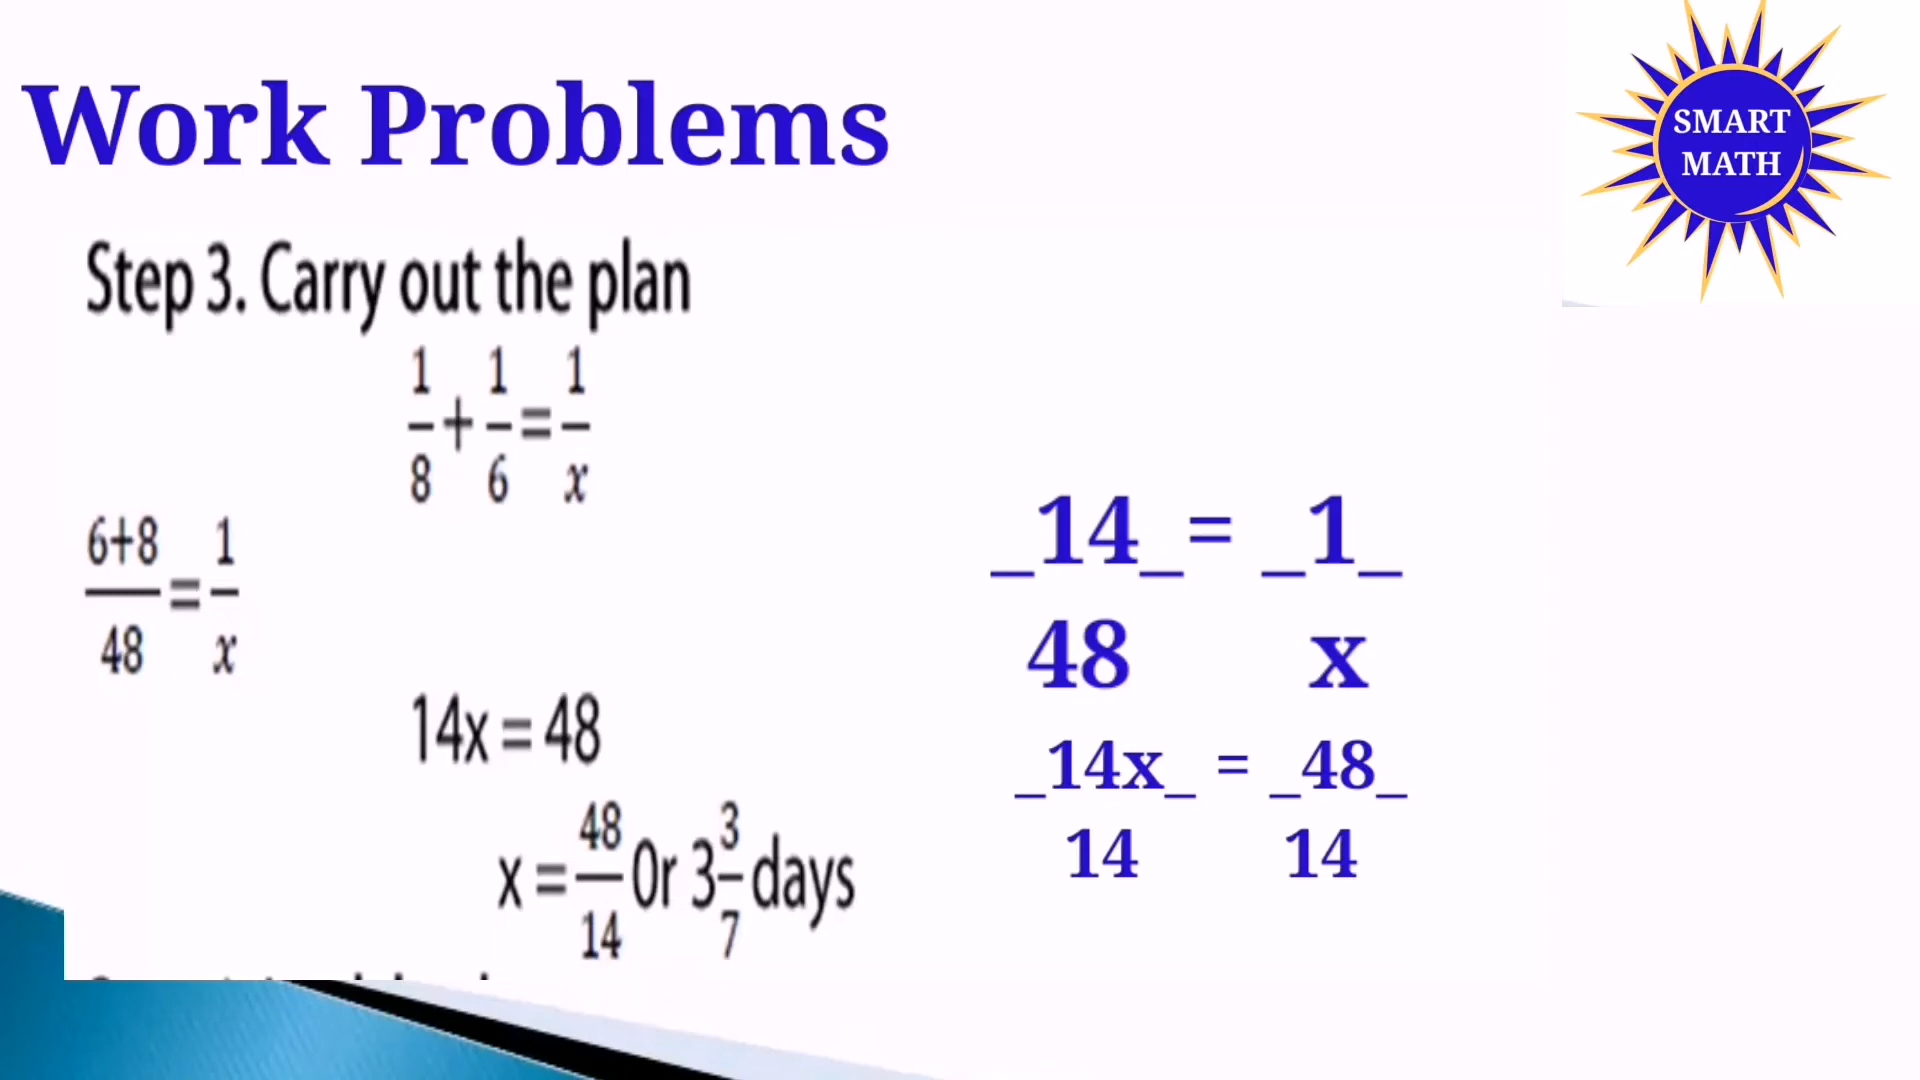 Work Problems
SMART
MATH
Step 3. Carry out the plan
1/8 + 1/6 = 1/x
6+8/48 = 1/x
14x = 48
x = 48/14 Or 3 3/7 days
_14_ = _1_
48 x
_14x_ = _48_
14 14